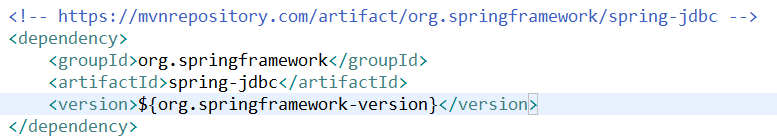 <!-- https://mvnrepository.com/artifact/org.springframework/spring-jdbc -->
<dependency>
    <groupId>org.springframework</groupId>
    <artifactId>spring-jdbc</artifactId>
    <version>${org.springframework-version}</version>
</dependency>